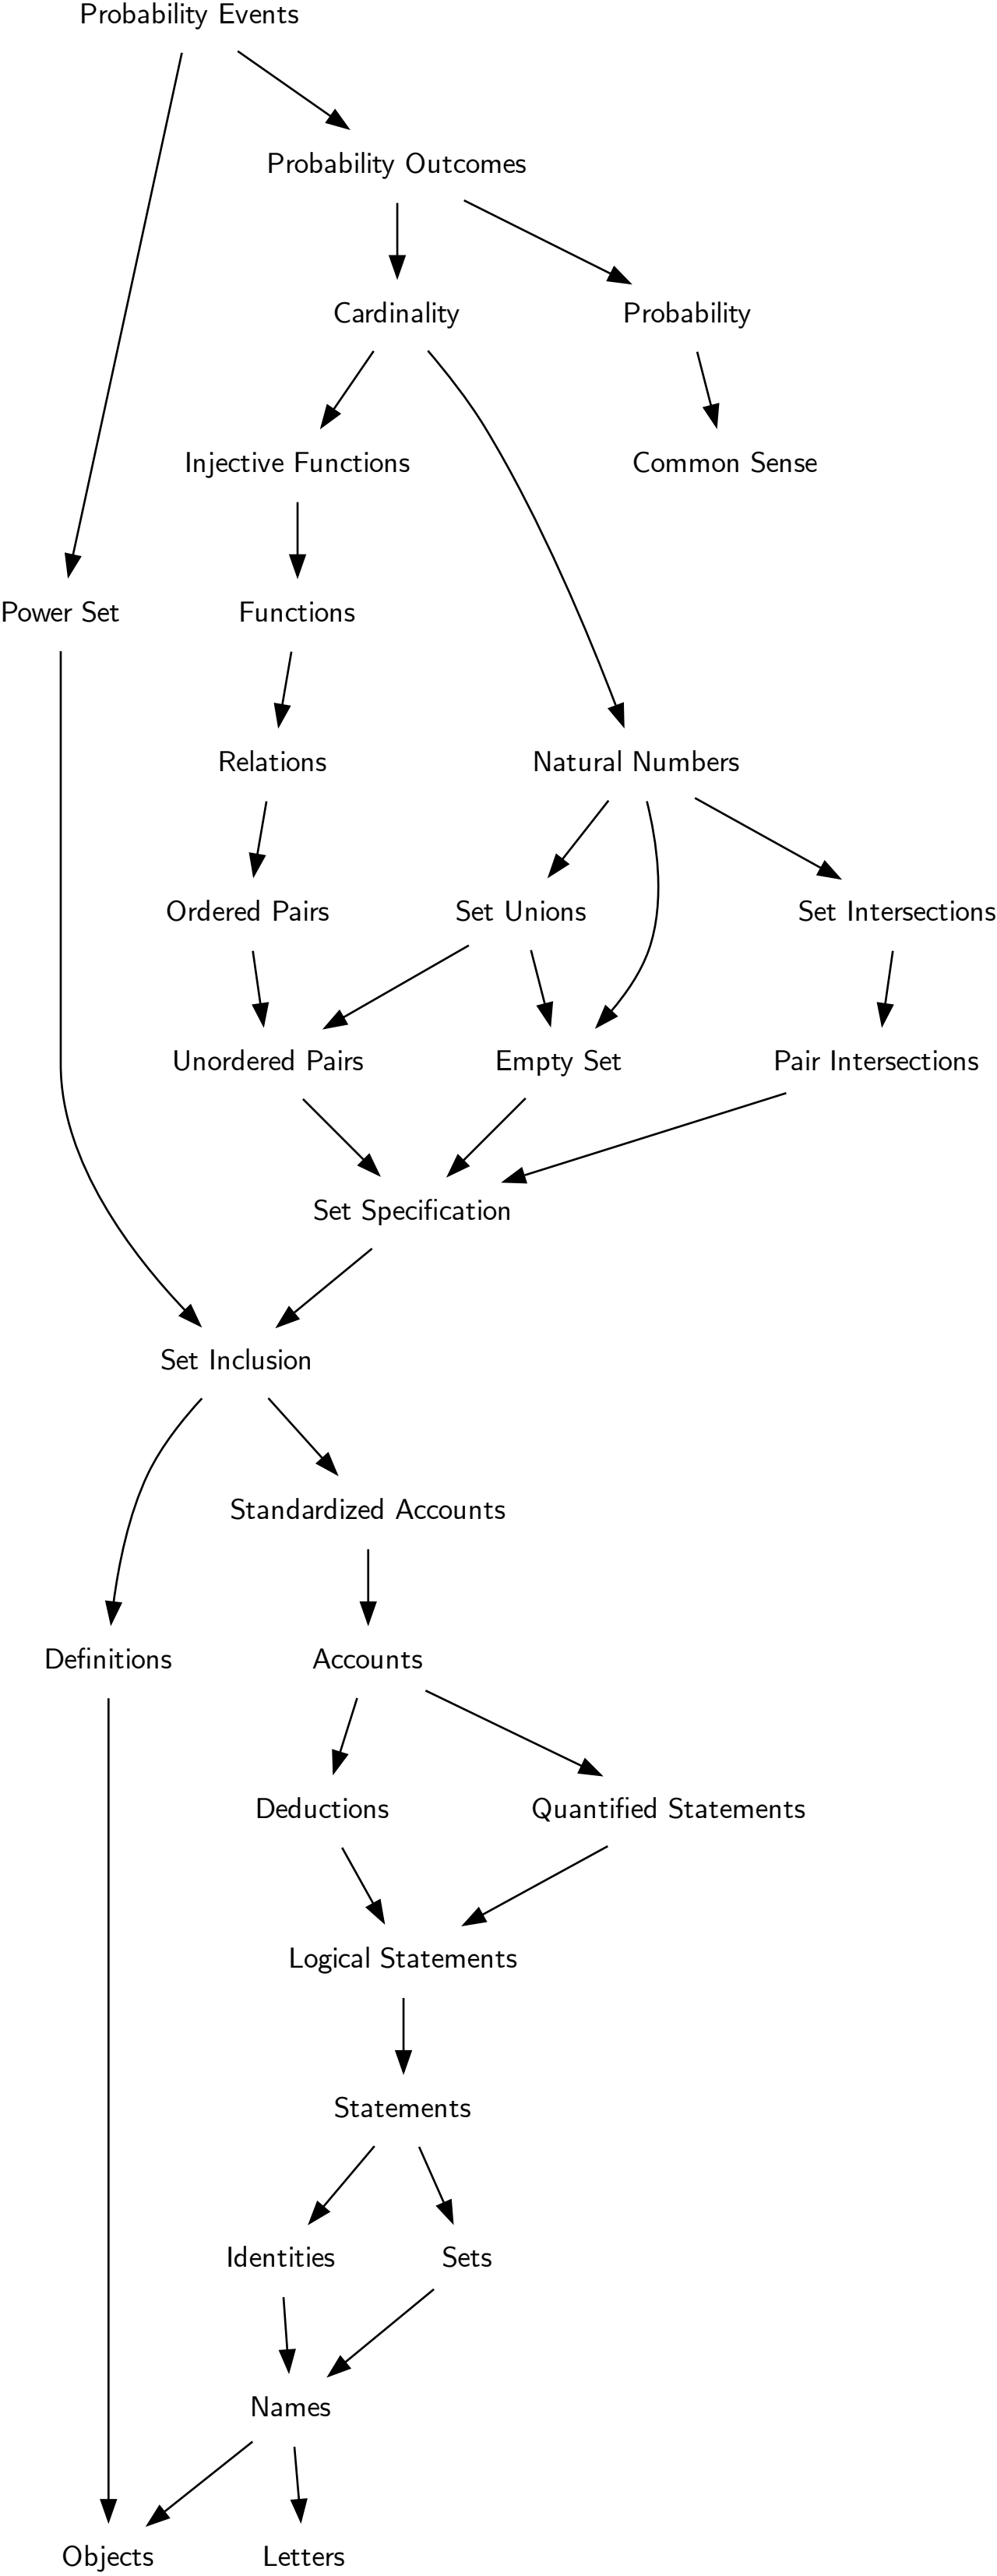 Probability Events
Probability Outcomes
Cardinality
Probability
Injective Functions
Common Sense
Power Set
Functions
Relations
Natural Numbers
Ordered Pairs
Set Unions
Set Intersections
Unordered Pairs
Empty Set
Pair Intersections
Set Specification
Set Inclusion
Standardized Accounts
Definitions
Accounts
Deductions
Quantified Statements
Logical Statements
Statements
Identities
Sets
Names
Objects
Letters